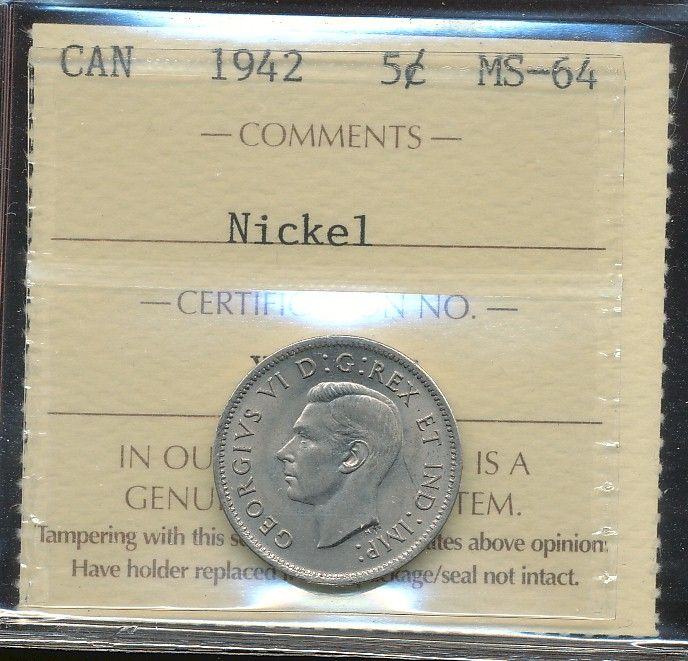 CAN 1942 5¢ MS-64
— COMMENTS —
Nickel
— CERTIFIC N NO. —
GEORGIVS VI D:G:REX ET IND:IMP:
IN OU IS A
GENU TEM.
Tampering with this s ates above opinion.
Have holder replaced kage/seal not intact.